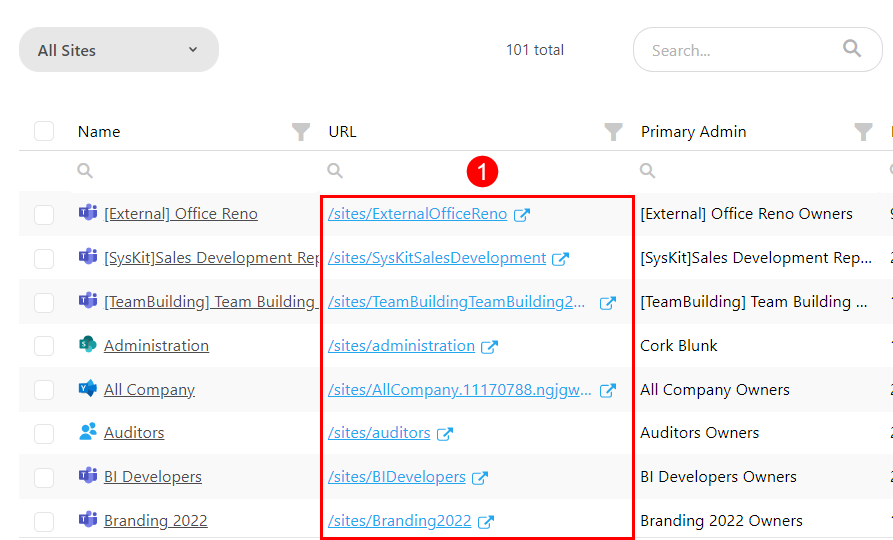 All Sites 101 total Search...
Name URL Primary Admin
1
[External] Office Reno /sites/ExternalOfficeReno [External] Office Reno Owners
[SysKit]Sales Development Rep /sites/SysKitSalesDevelopment [SysKit]Sales Development Rep...
[TeamBuilding] Team Building /sites/TeamBuildingTeamBuilding2... [TeamBuilding] Team Building ...
Administration /sites/administration Cork Blunk
All Company /sites/AllCompany.11170788.ngjgw... All Company Owners
Auditors /sites/auditors Auditors Owners
BI Developers /sites/BIDevelopers BI Developers Owners
Branding 2022 /sites/Branding2022 Branding 2022 Owners